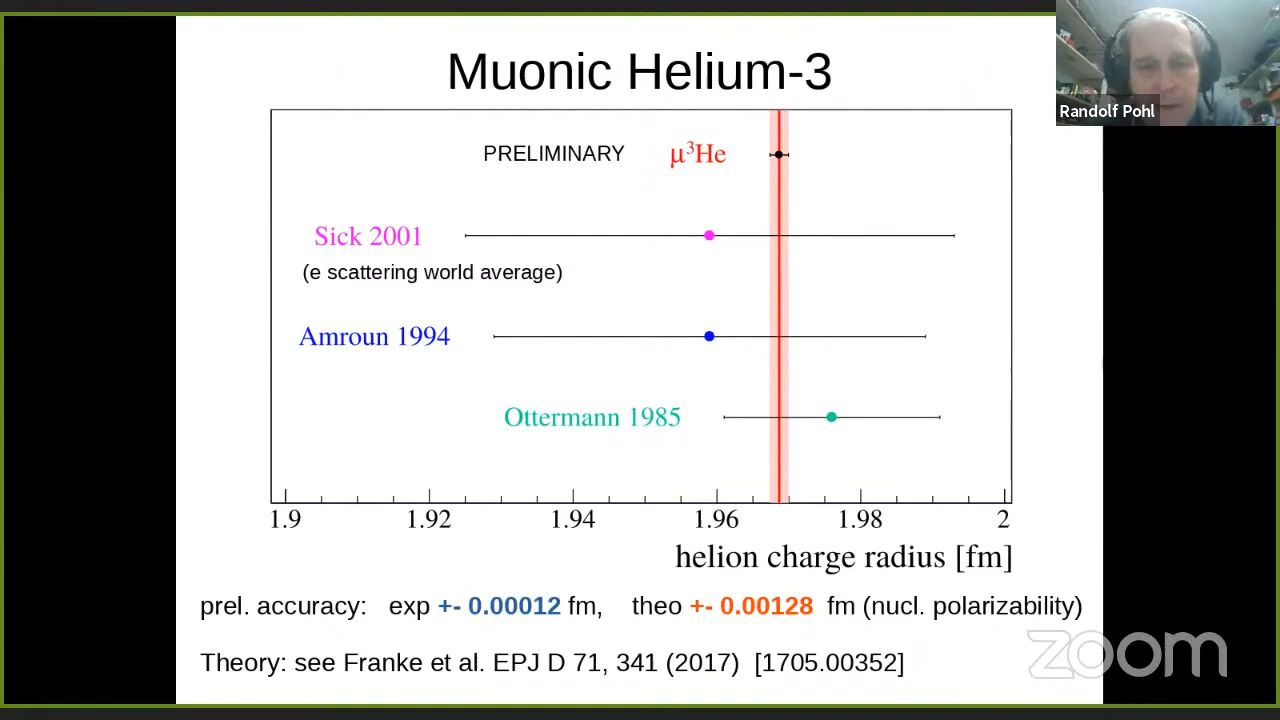 Muonic Helium-3
Randolf Pohl
PRELIMINARY μ³He
Sick 2001
(e scattering world average)
Amroun 1994
Ottermann 1985
1.9 1.92 1.94 1.96 1.98 2
helion charge radius [fm]
prel. accuracy: exp +- 0.00012 fm, theo +- 0.00128 fm (nucl. polarizability)
Theory: see Franke et al. EPJ D 71, 341 (2017) [1705.00352]
zoom